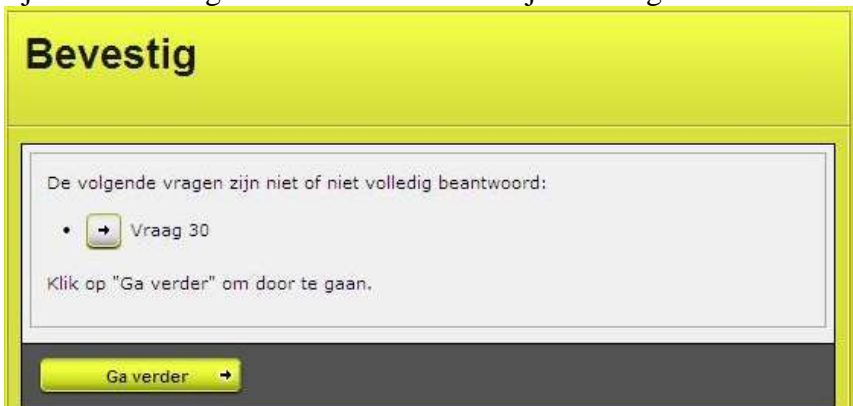 Bevestig
De volgende vragen zijn niet of niet volledig beantwoord:
• Vraag 30
Klik op "Ga verder" om door te gaan.
Ga verder